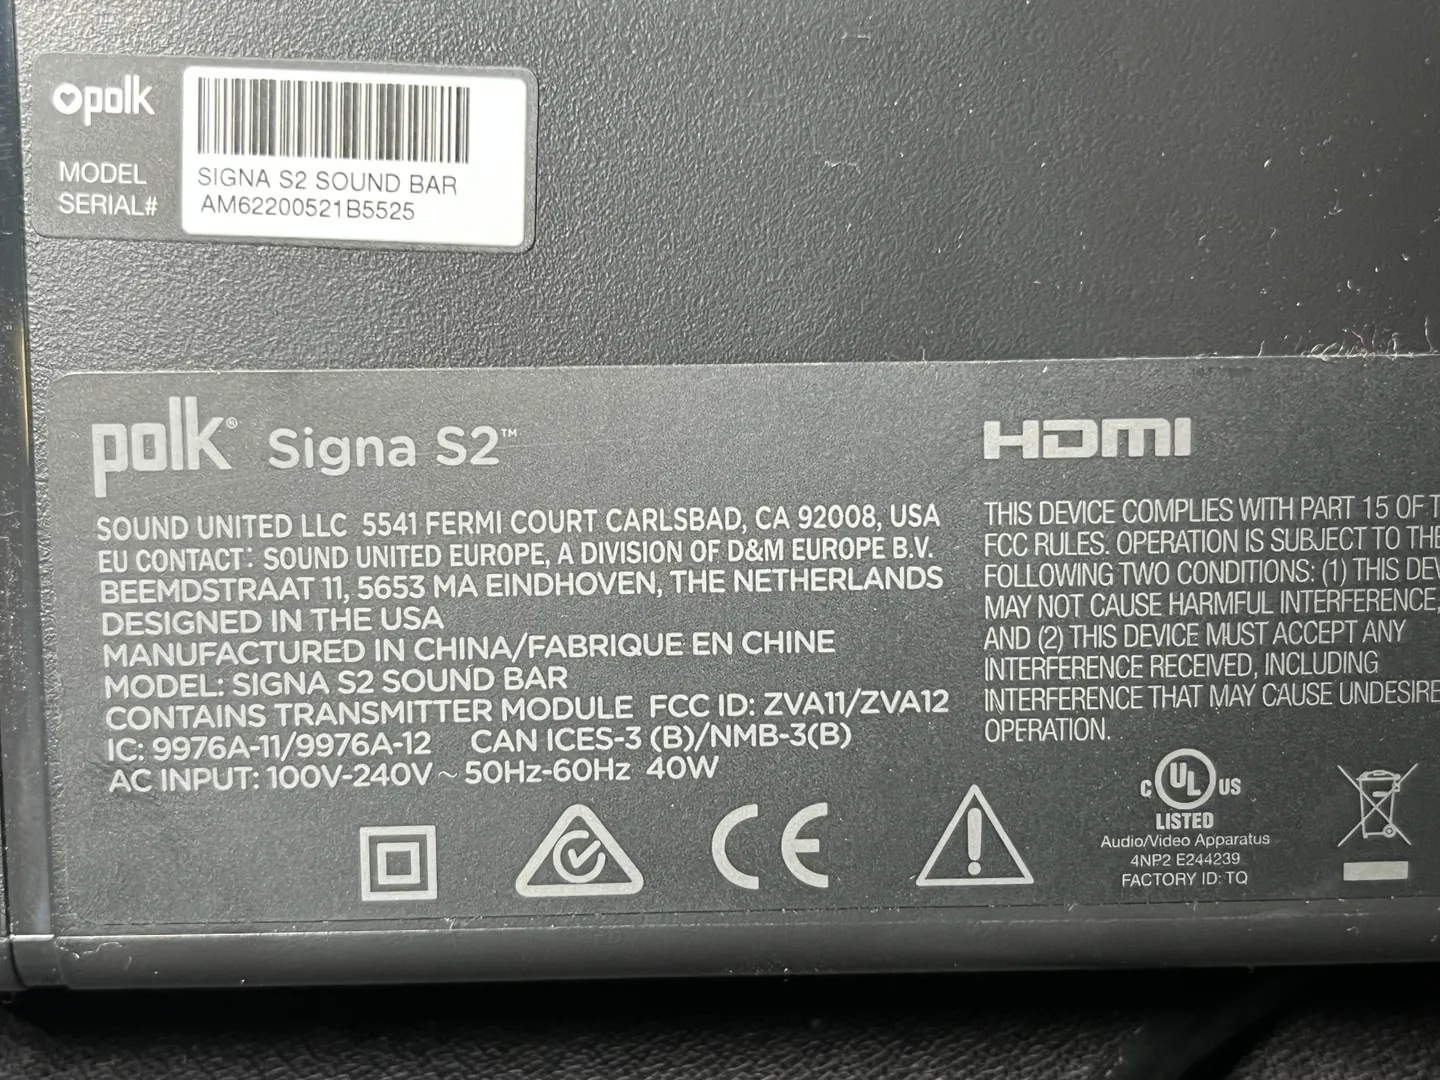 polk
MODEL SIGNA S2 SOUND BAR
SERIAL# AM62200521B5525
polk® Signa S2™
SOUND UNITED LLC 5541 FERMI COURT CARLSBAD, CA 92008, USA
EU CONTACT: SOUND UNITED EUROPE, A DIVISION OF D&M EUROPE B.V.
BEEMDSTRAAT 11, 5653 MA EINDHOVEN, THE NETHERLANDS
DESIGNED IN THE USA
MANUFACTURED IN CHINA/FABRIQUE EN CHINE
MODEL: SIGNA S2 SOUND BAR
CONTAINS TRANSMITTER MODULE FCC ID: ZVA11/ZVA12
IC: 9976A-11/9976A-12 CAN ICES-3 (B)/NMB-3(B)
AC INPUT: 100V-240V ~ 50Hz-60Hz 40W
HDMI
THIS DEVICE COMPLIES WITH PART 15 OF
FCC RULES. OPERATION IS SUBJECT TO THE
FOLLOWING TWO CONDITIONS: (1) THIS DEV
MAY NOT CAUSE HARMFUL INTERFERENCE,
AND (2) THIS DEVICE MUST ACCEPT ANY
INTERFERENCE RECEIVED, INCLUDING
INTERFERENCE THAT MAY CAUSE UNDESIRE
OPERATION.
CE
C UL US
LISTED
Audio/Video Apparatus
4NP2 E244239
FACTORY ID: TQ